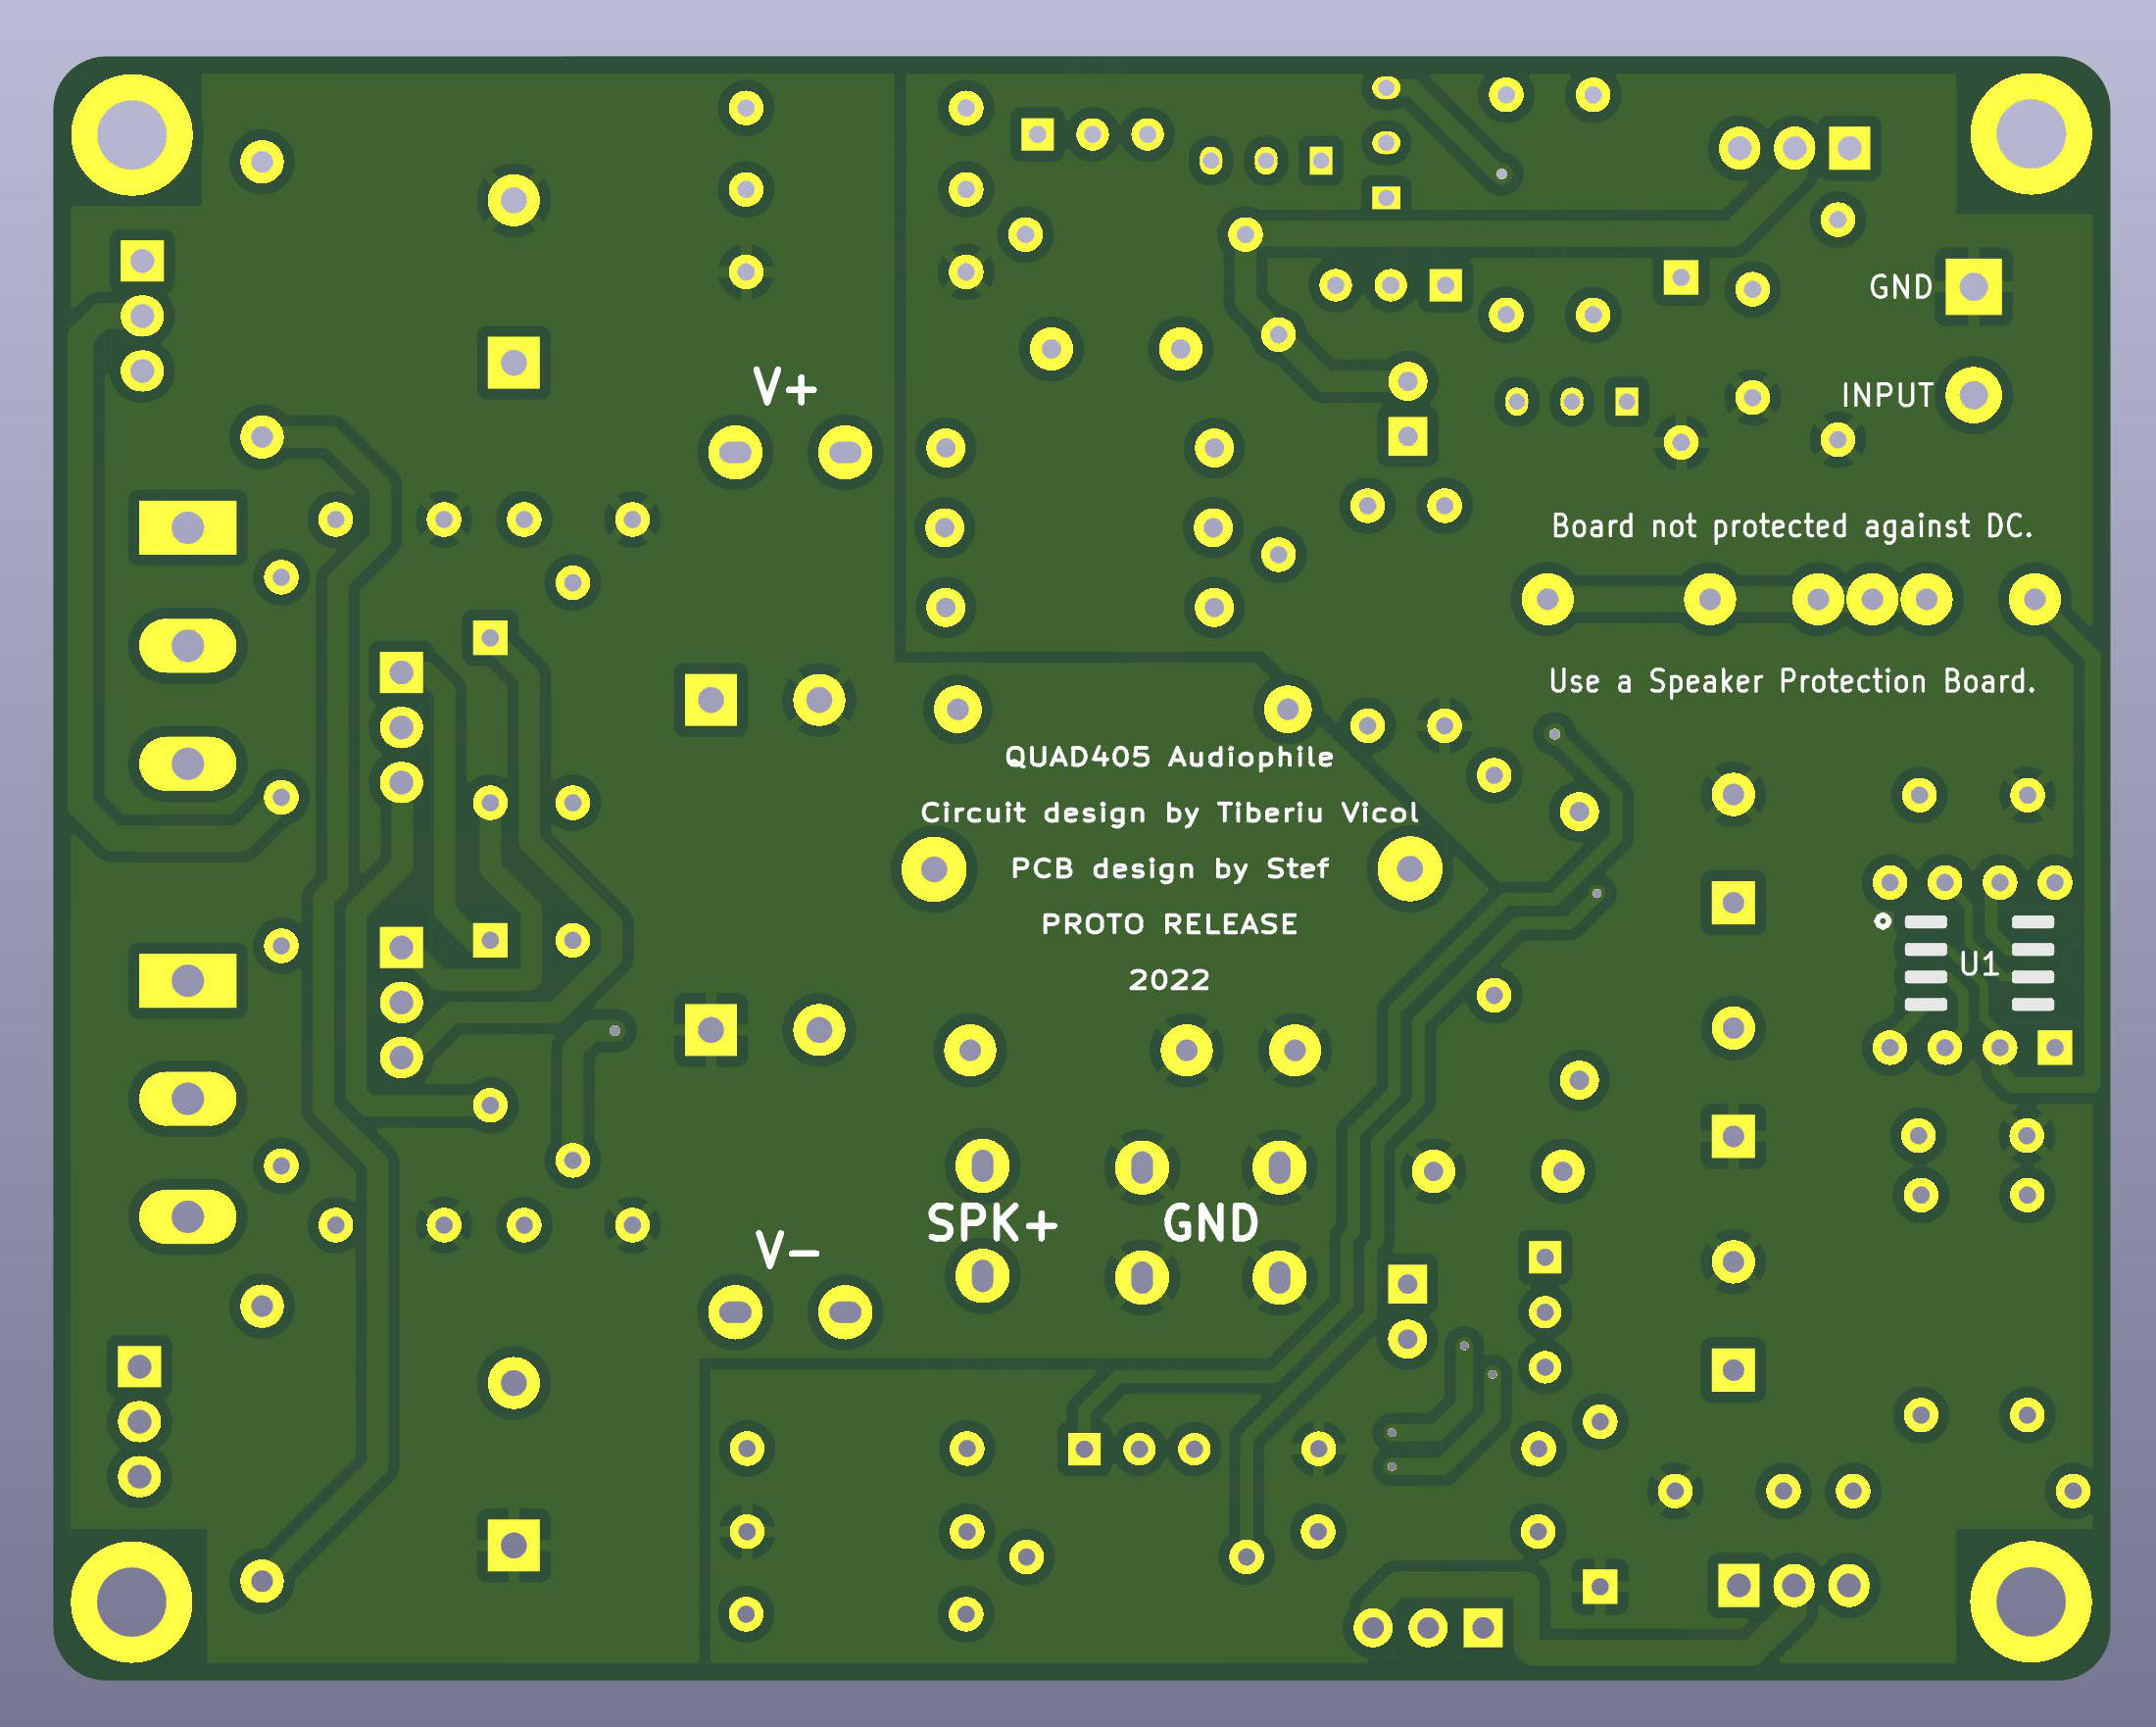 GND
V+
INPUT
Board not protected against DC.
Use a Speaker Protection Board.
QUAD405 Audiophile
Circuit design by Tiberiu Vicol
PCB design by Stef
PROTO RELEASE
2022
U1
SPK+
GND
V-